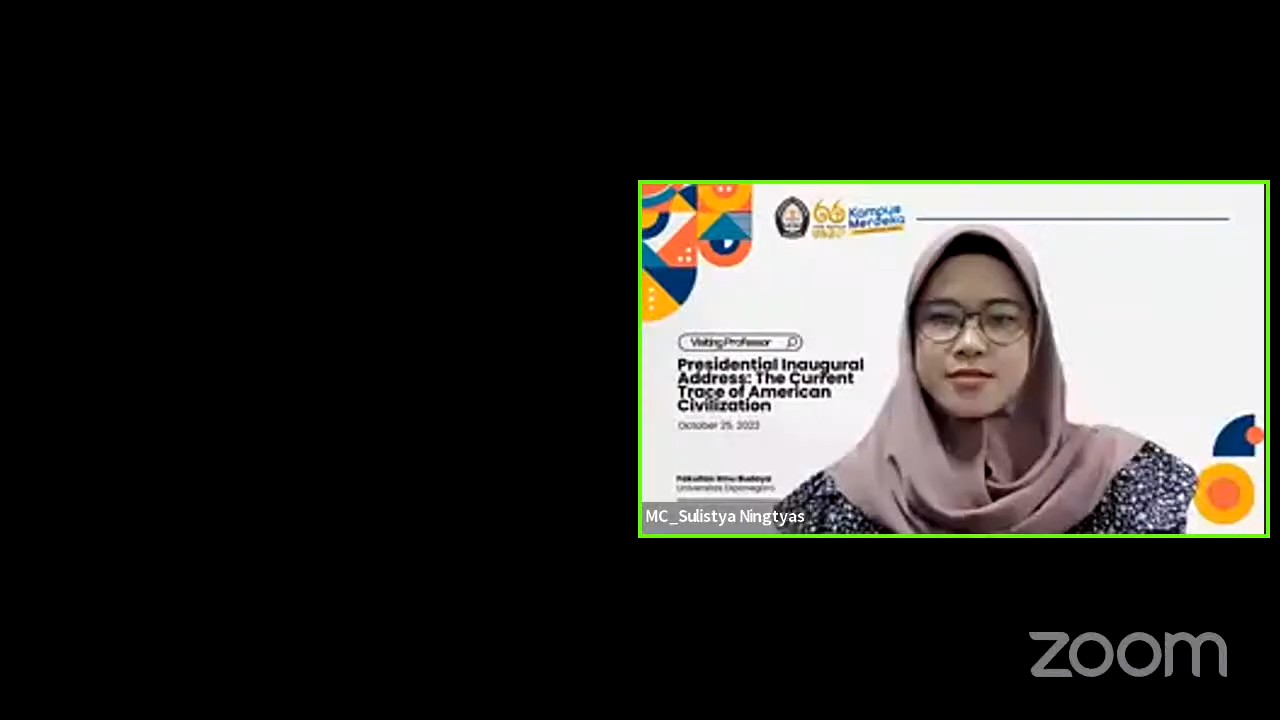 66
Kampus
Merdeka
Visiting Professor
Presidential Inaugural
Address: The Current
Trace of American
Civilization
October 25, 2023
Fakultas Ilmu Budaya
Universitas Diponegoro
MC_Sulistya Ningtyas
zoom